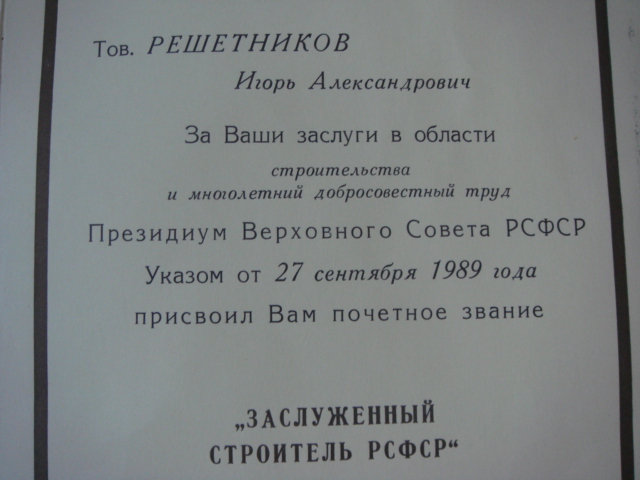 Тов. РЕШЕТНИКОВ
Игорь Александрович
За Ваши заслуги в области
строительства
и многолетний добросовестный труд
Президиум Верховного Совета РСФСР
Указом от 27 сентября 1989 года
присвоил Вам почетное звание
„ЗАСЛУЖЕННЫЙ
СТРОИТЕЛЬ РСФСР“